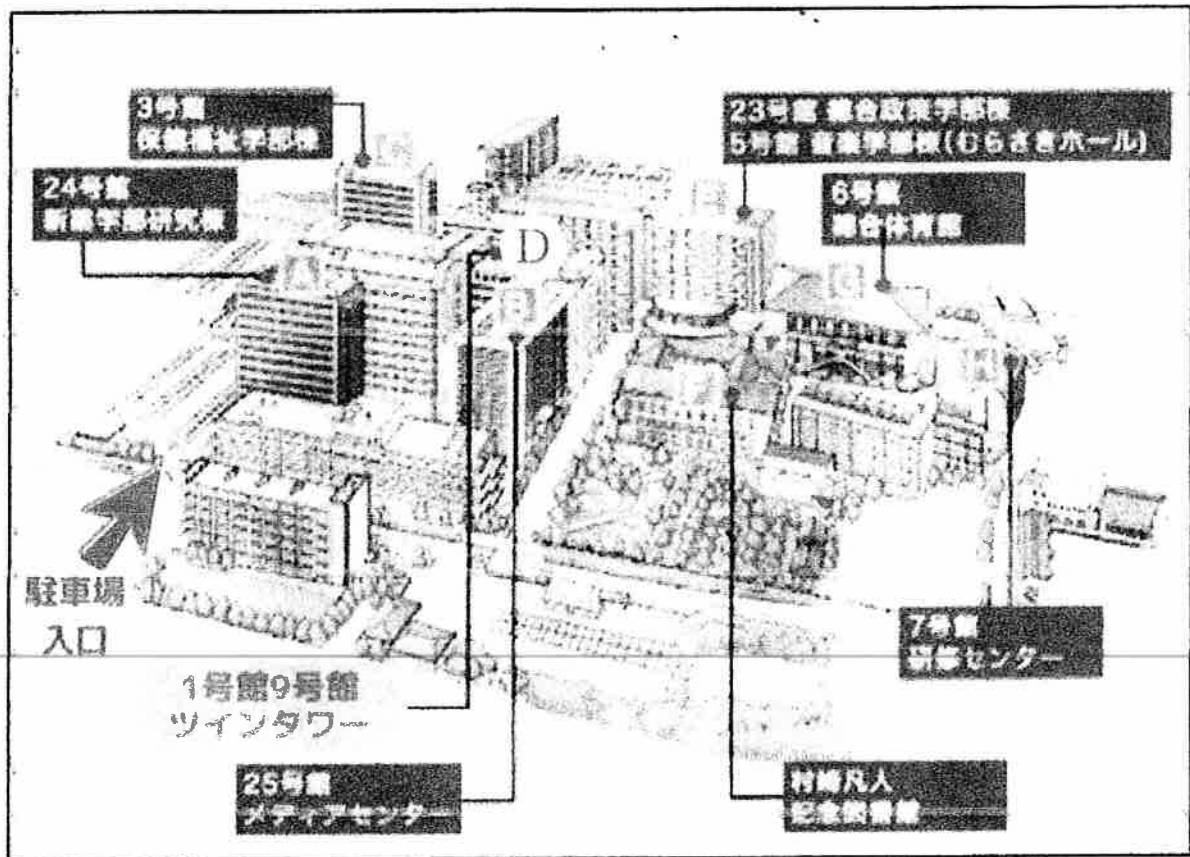 3号館
保健福祉学部棟
23号館 総合政策学部棟
5号館 音楽学部棟(むらさきホール)
24号館
新薬学部研究棟
6号館
総合体育館
D
A
B
駐車場
入口
7号館
研修センター
1号館9号館
ツインタワー
25号館
メディアセンター
村崎凡人
記念図書館